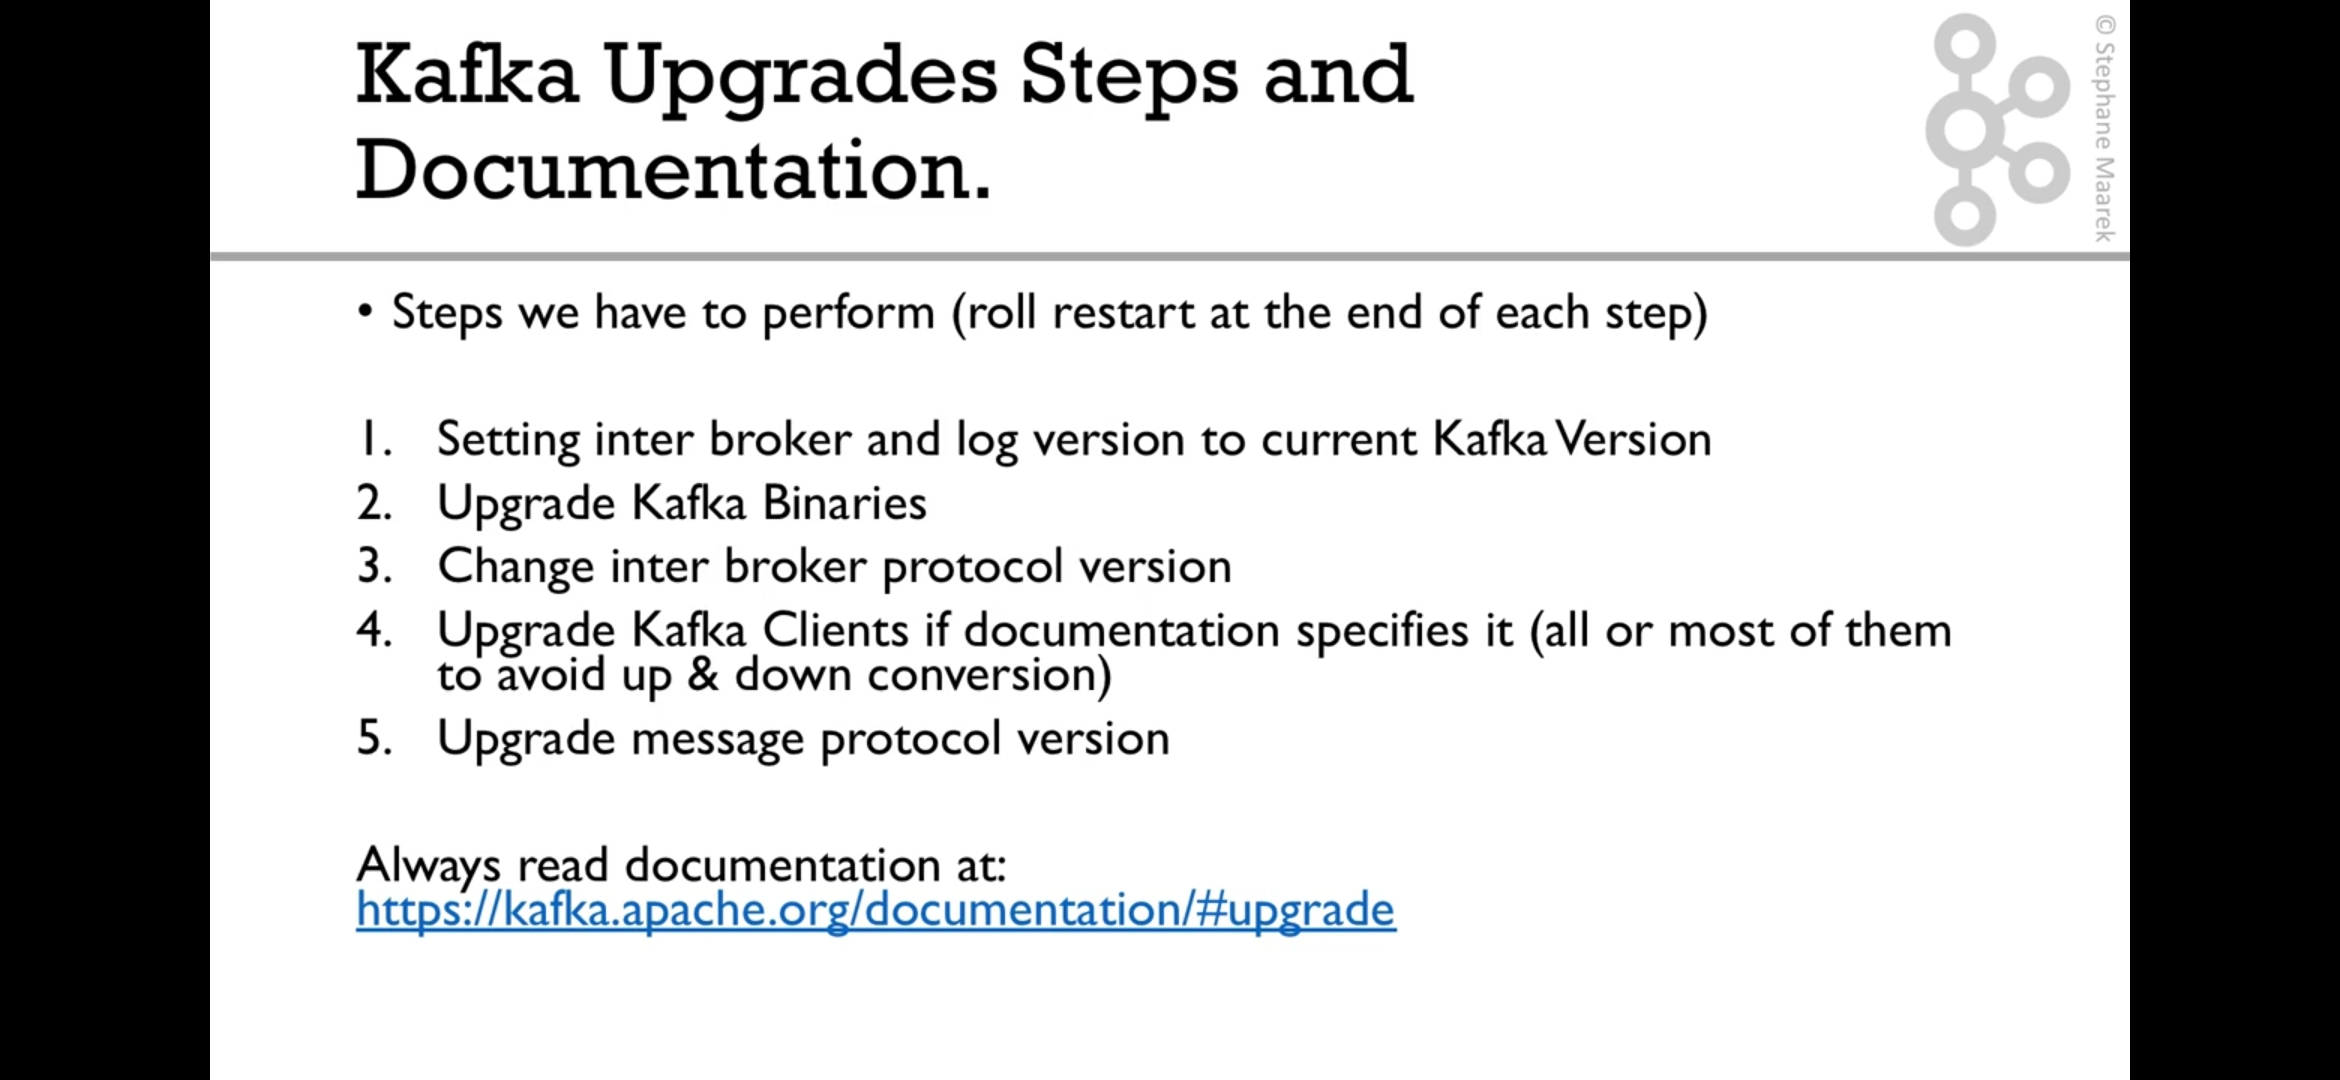 Kafka Upgrades Steps and
Documentation.
© Stephane Maarek
• Steps we have to perform (roll restart at the end of each step)
1. Setting inter broker and log version to current Kafka Version
2. Upgrade Kafka Binaries
3. Change inter broker protocol version
4. Upgrade Kafka Clients if documentation specifies it (all or most of them
to avoid up & down conversion)
5. Upgrade message protocol version
Always read documentation at:
https://kafka.apache.org/documentation/#upgrade